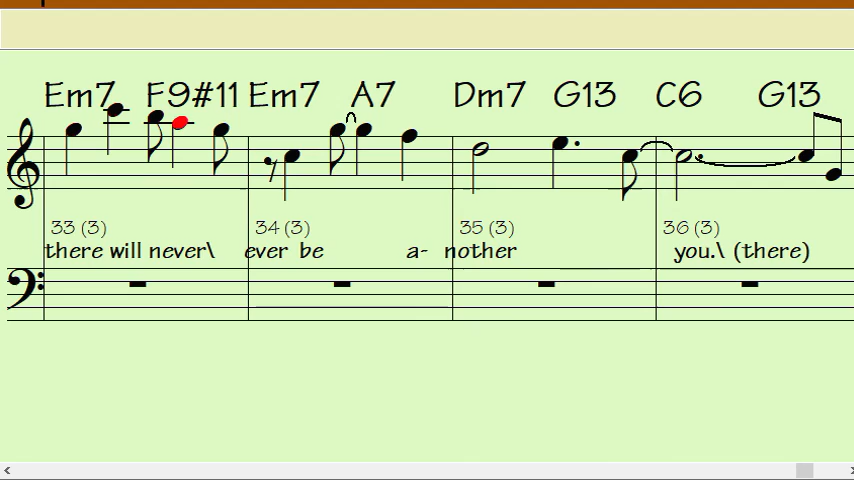 Em7 F9#11 Em7 A7 Dm7 G13 C6 G13
33 (3) 34 (3) 35 (3) 36 (3)
there will never\ ever be a- nother you.\ (there)